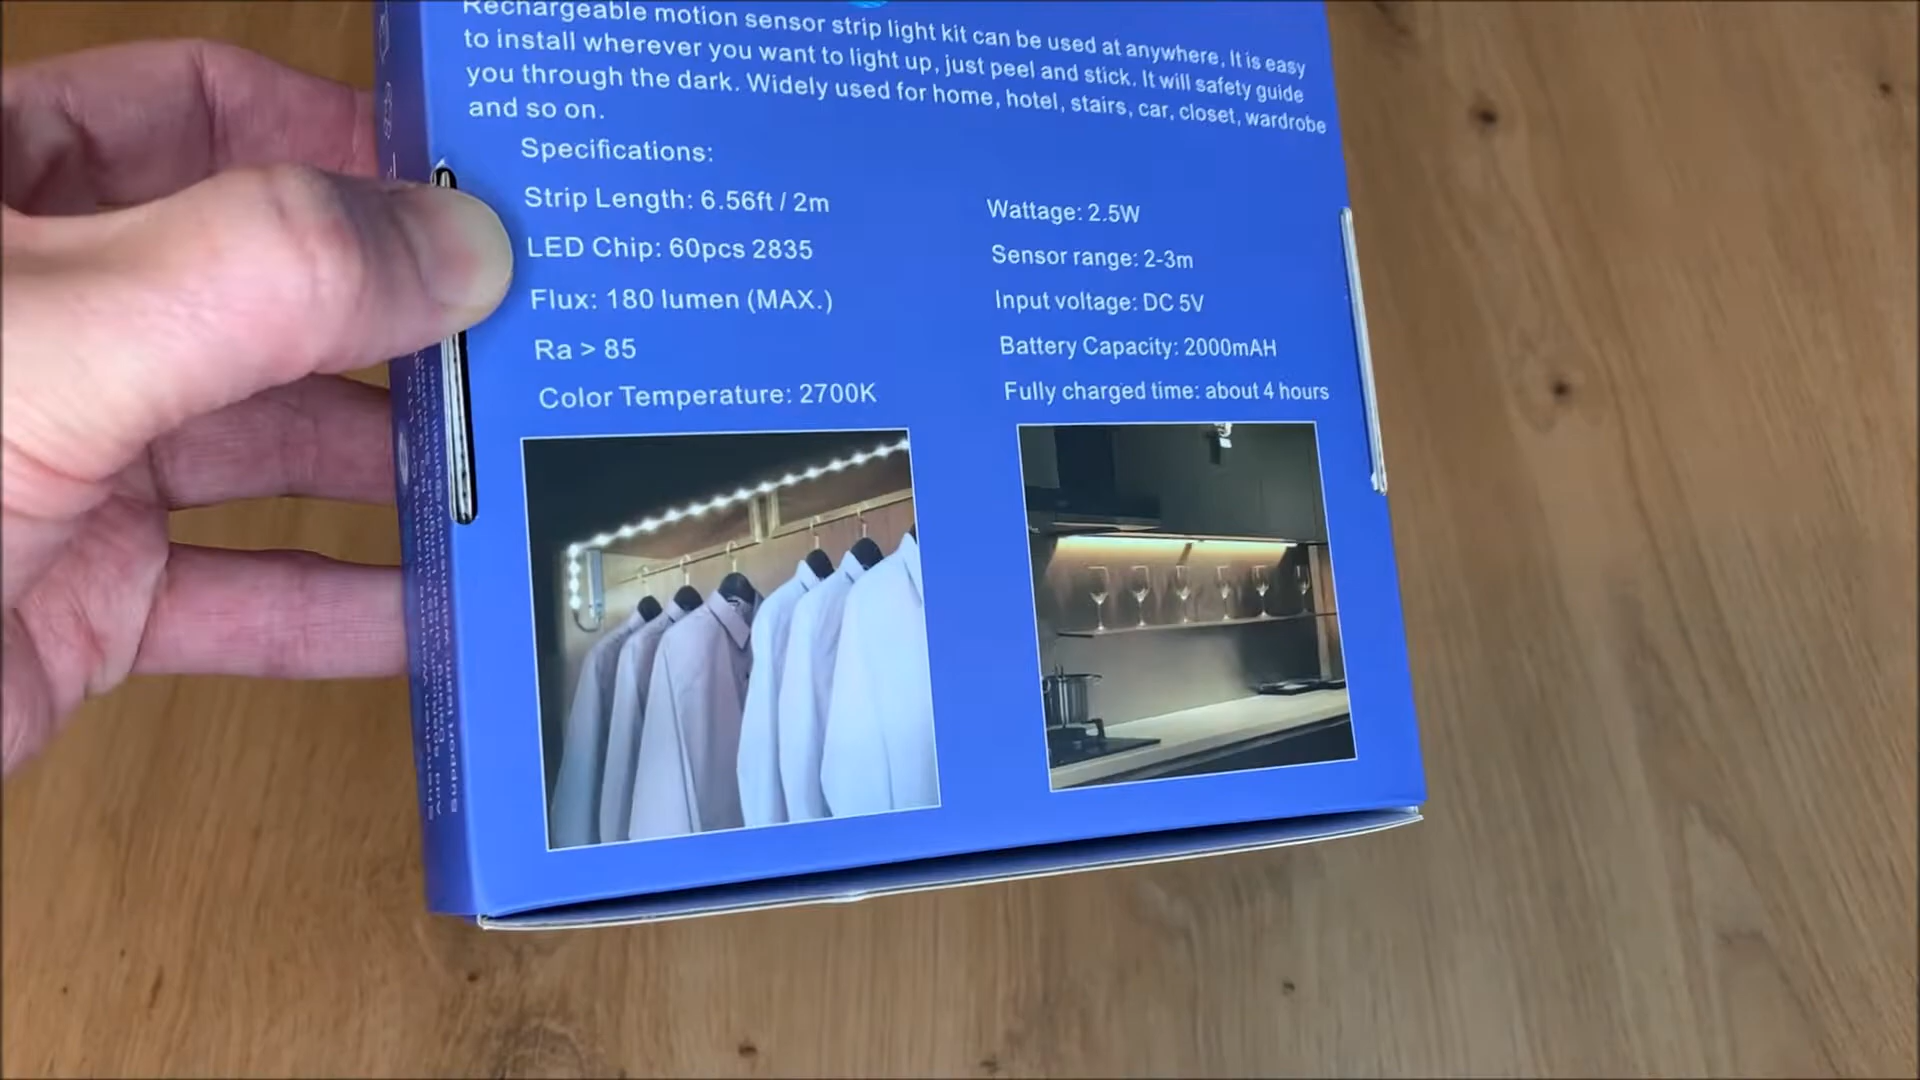 Rechargeable motion sensor strip light kit can be used at anywhere, It is easy
to install wherever you want to light up, just peel and stick. It will safety guide
you through the dark. Widely used for home, hotel, stairs, car, closet, wardrobe
and so on.
Specifications:
Strip Length: 6.56ft / 2m
LED Chip: 60pcs 2835
Flux: 180 lumen (MAX.)
Ra > 85
Color Temperature: 2700K
Wattage: 2.5W
Sensor range: 2-3m
Input voltage: DC 5V
Battery Capacity: 2000mAH
Fully charged time: about 4 hours